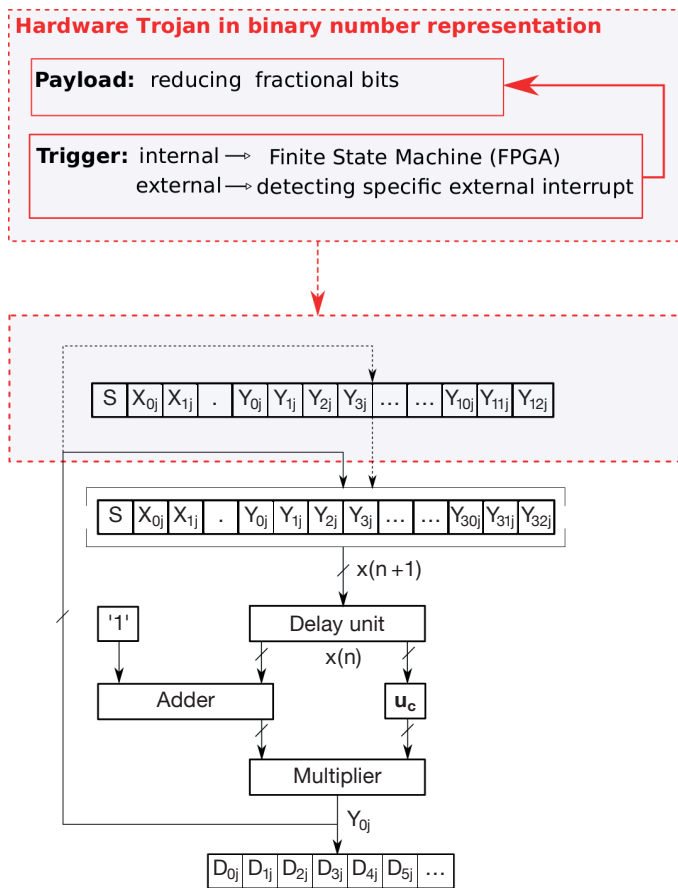 Hardware Trojan in binary number representation
Payload: reducing fractional bits
Trigger: internal → Finite State Machine (FPGA)
external → detecting specific external interrupt
S X0j X1j . Y0j Y1j Y2j Y3j ... ... Y10j Y11j Y12j
S X0j X1j . Y0j Y1j Y2j Y3j ... ... Y30j Y31j Y32j
x(n+1)
'1'
Delay unit
x(n)
Adder
uc
Multiplier
Y0j
D0j D1j D2j D3j D4j D5j ...